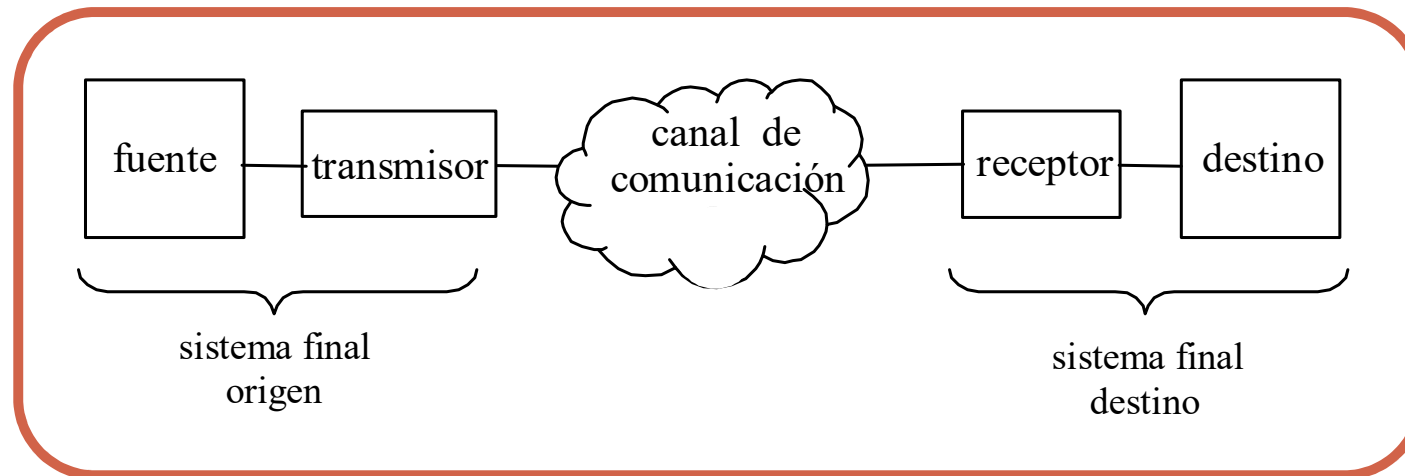 fuente
transmisor
canal de
comunicación
receptor
destino
sistema final
origen
sistema final
destino